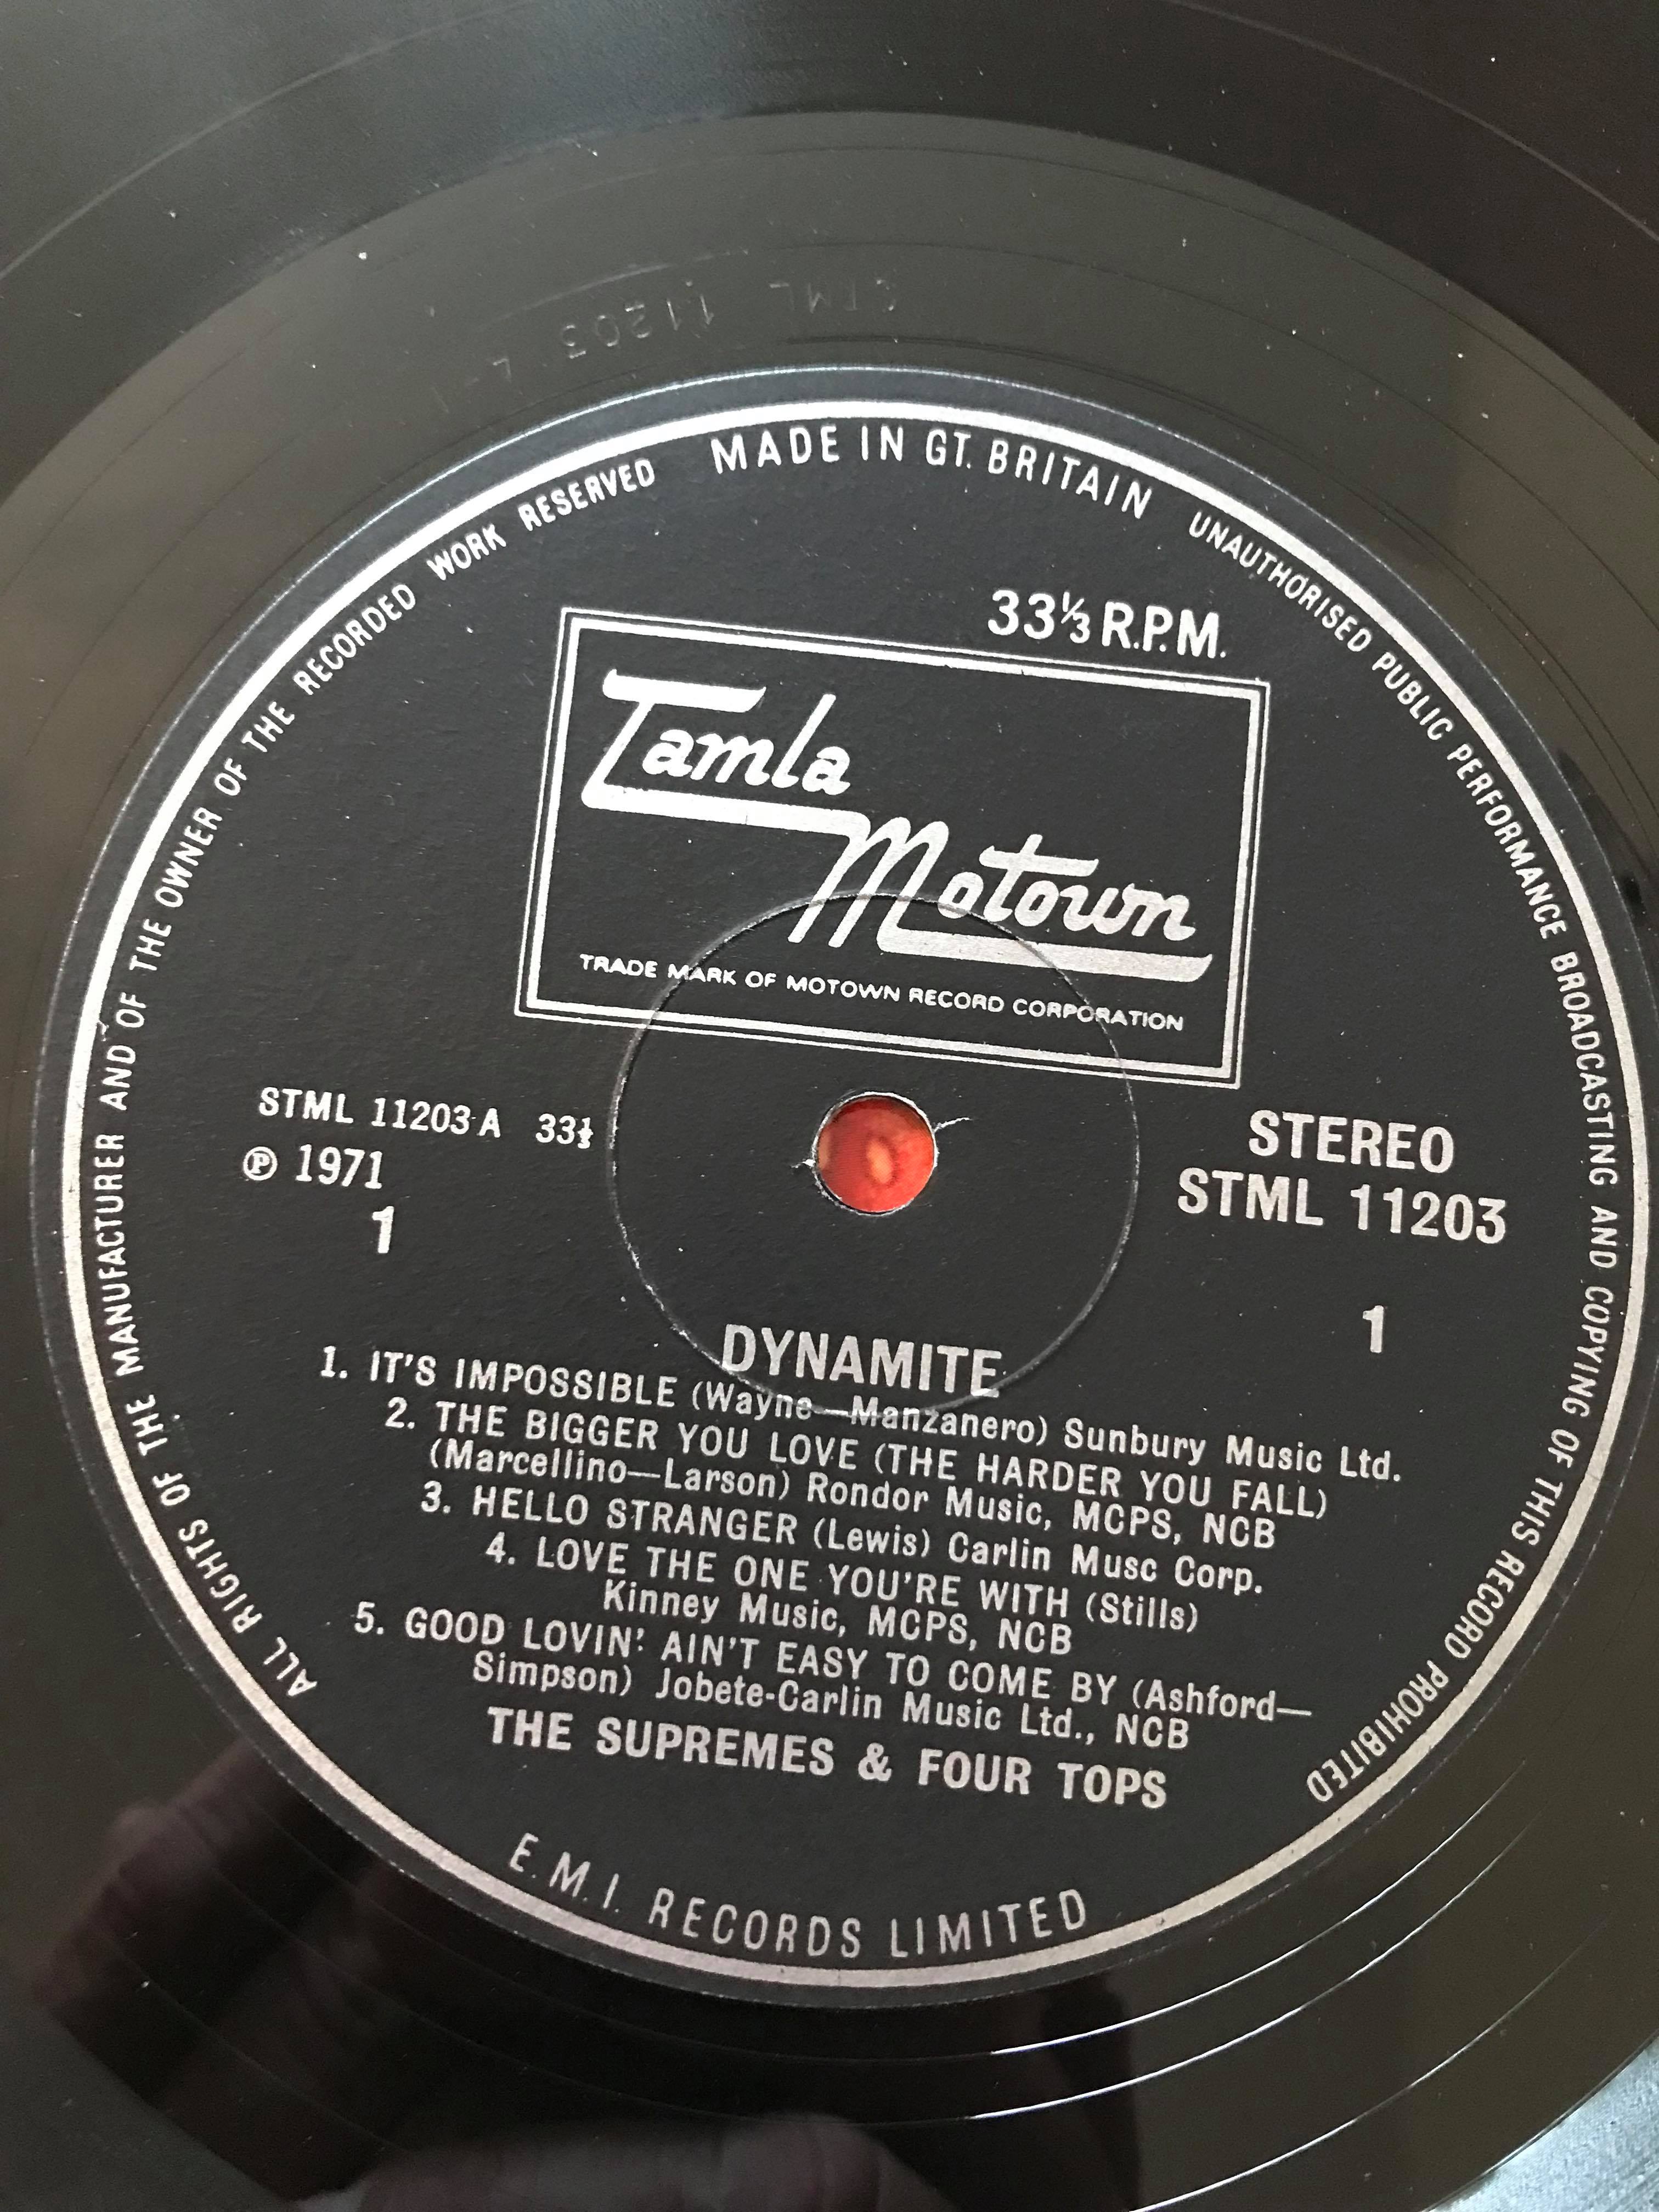 STML 11203
MADE IN GT. BRITAIN
UNAUTHORISED PUBLIC PERFORMANCE BROADCASTING AND COPYING OF THIS RECORD PROHIBITED
ALL RIGHTS OF THE MANUFACTURER AND OF THE OWNER OF THE RECORDED WORK RESERVED
33⅓ R.P.M.
Tamla
Motown
TRADE MARK OF MOTOWN RECORD CORPORATION
STML 11203·A 33⅓
℗ 1971
1
STEREO
STML 11203
1
DYNAMITE
1. IT'S IMPOSSIBLE (Wayne—Manzanero) Sunbury Music Ltd.
2. THE BIGGER YOU LOVE (THE HARDER YOU FALL)
(Marcellino—Larson) Rondor Music, MCPS, NCB
3. HELLO STRANGER (Lewis) Carlin Musc Corp.
4. LOVE THE ONE YOU'RE WITH (Stills)
Kinney Music, MCPS, NCB
5. GOOD LOVIN' AIN'T EASY TO COME BY (Ashford—
Simpson) Jobete-Carlin Music Ltd., NCB
THE SUPREMES & FOUR TOPS
E.M.I. RECORDS LIMITED